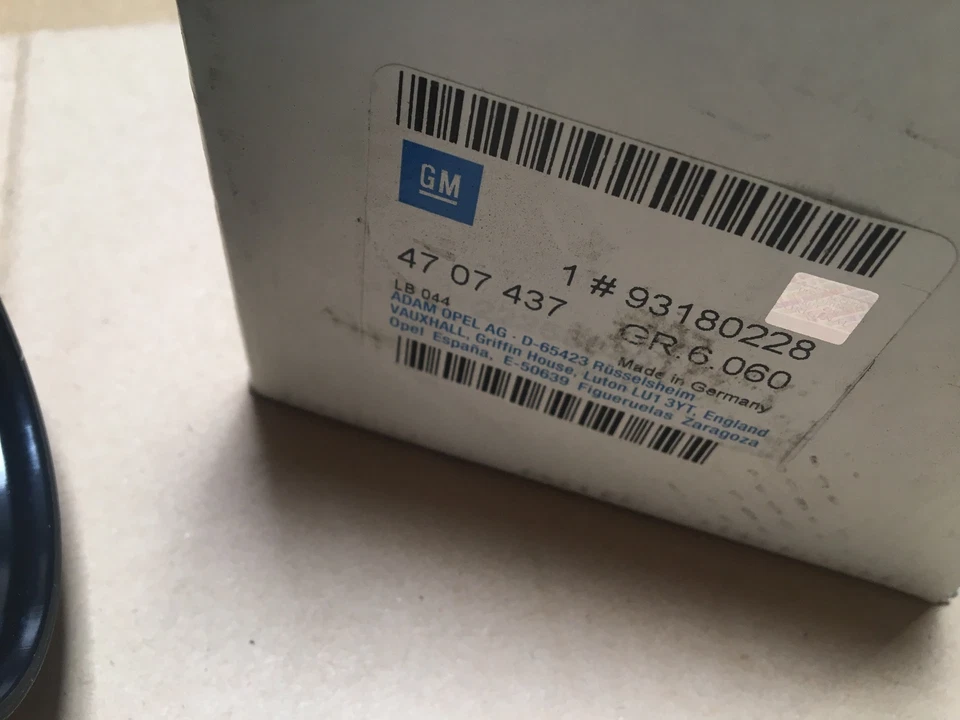 GM
1 # 93180228
47 07 437 GR.6.060
LB 044 Made in Germany
ADAM OPEL AG · D-65423 Rüsselsheim
VAUXHALL, Griffin House, Luton LU1 3YT, England
Opel España, E-50639 Figueruelas Zaragoza